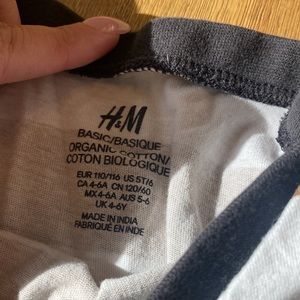 H&M
BASIC/BASIQUE
ORGANIC COTTON/
COTON BIOLOGIQUE
EUR 110/116 US 5T/6
CA 4-6A CN 120/60
MX 4-6A AUS 5-6
UK 4-6Y
MADE IN INDIA
FABRIQUÉ EN INDE